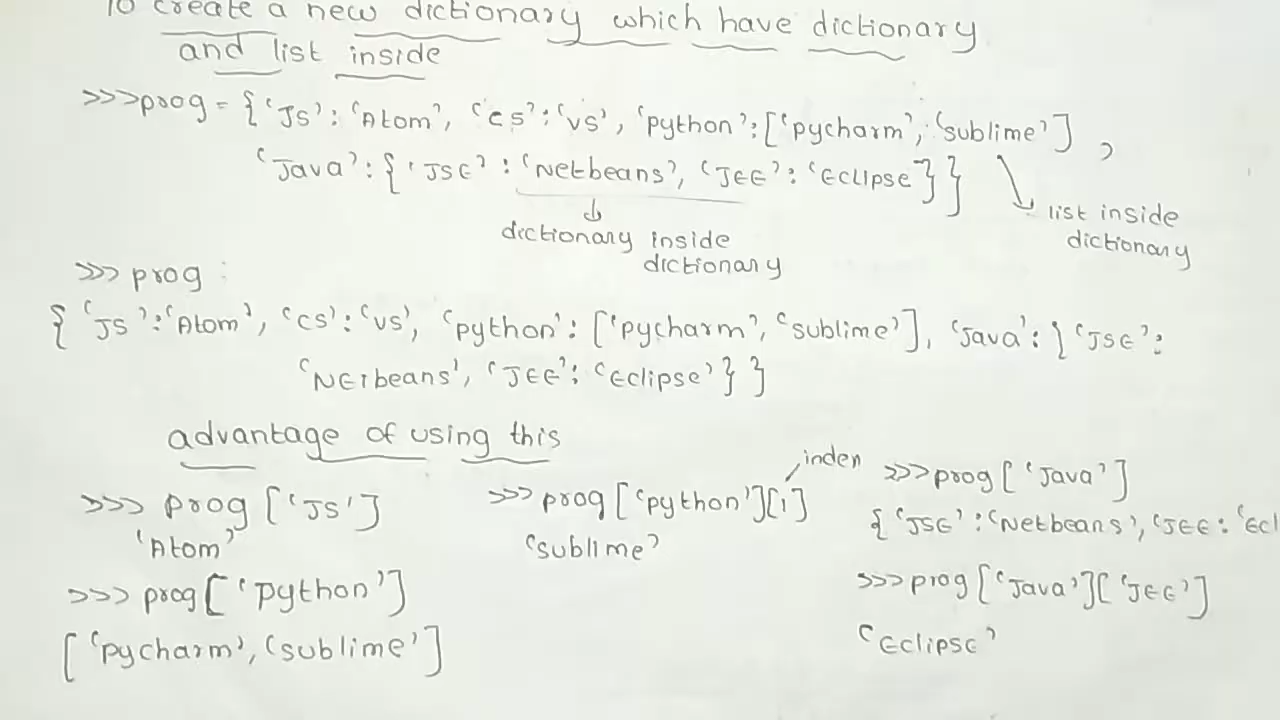 To create a new dictionary which have dictionary
and list inside
>>>prog = {'JS': 'Atom', 'CS': 'VS', 'python': ['pycharm', 'sublime'],
'Java': {'JSE': 'Netbeans', 'JEE': 'Eclipse}}
list inside
dictionary
dictionary inside
dictionary
>>> prog :
{'JS': 'Atom', 'CS': 'VS', 'python': ['pycharm', 'sublime'], 'Java': {'JSE':
'NEtbeans', 'JEE': 'Eclipse'}}
advantage of using this
>>> prog ['JS']
'Atom'
>>> prog ['python']
['pycharm', 'sublime']
index
>>> prog ['python'][1]
'sublime'
>>>prog ['Java']
{'JSE': 'Netbeans', 'JEE: 'Ecl
>>>prog ['Java']['JEE']
'Eclipse'